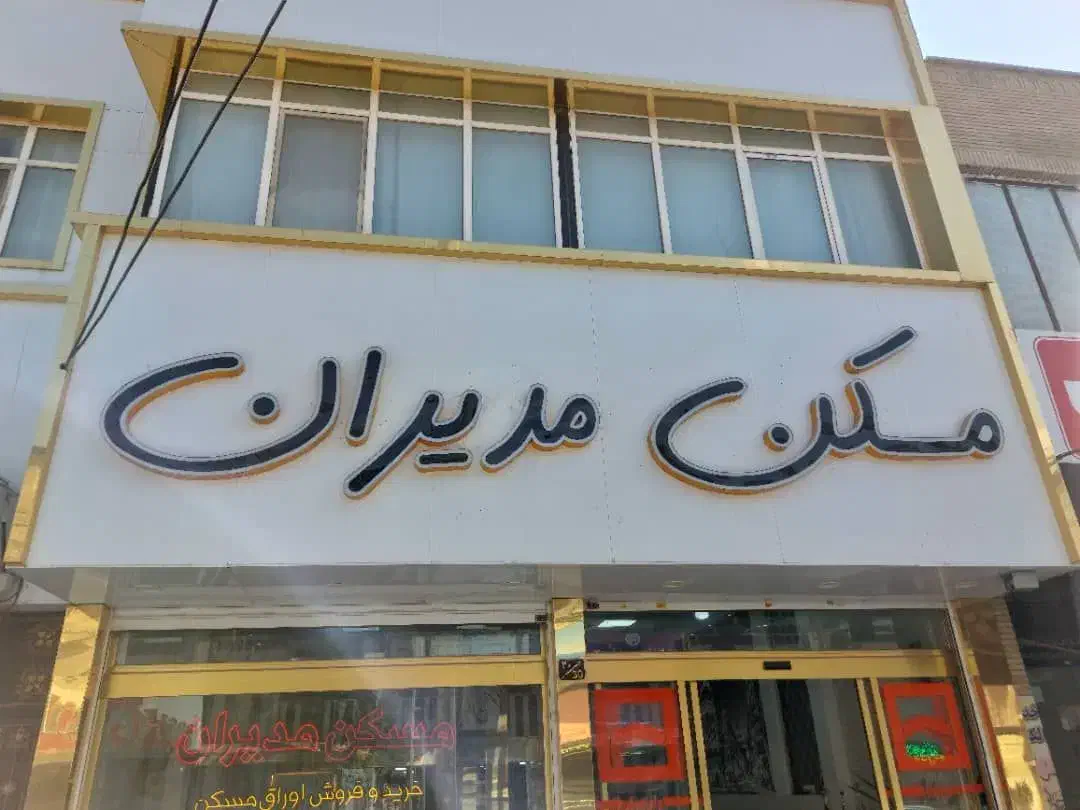 مسکن مدیران
مسکن مدیران
خرید و فروش اوراق مسکن